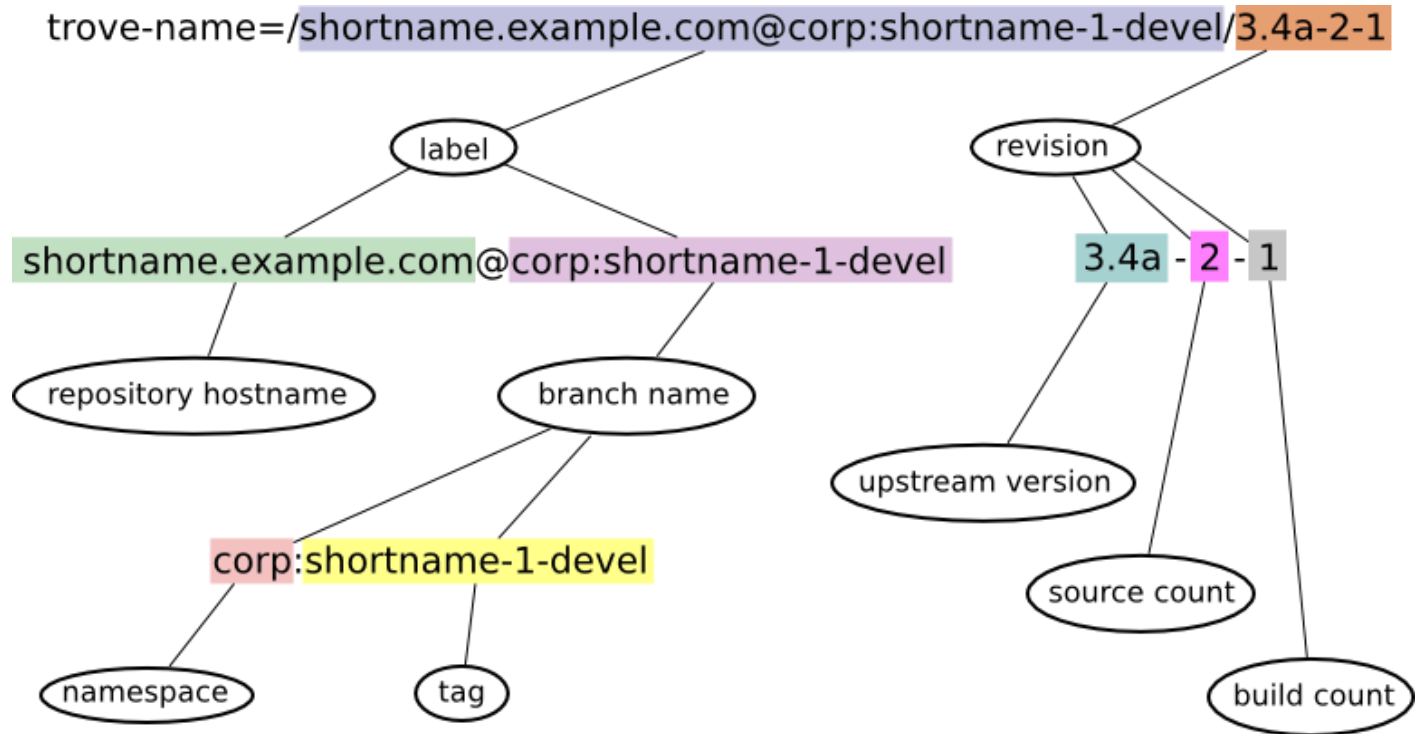 trove-name=/shortname.example.com@corp:shortname-1-devel/3.4a-2-1
label
revision
shortname.example.com@corp:shortname-1-devel
3.4a - 2 - 1
repository hostname
branch name
upstream version
corp:shortname-1-devel
source count
namespace
tag
build count